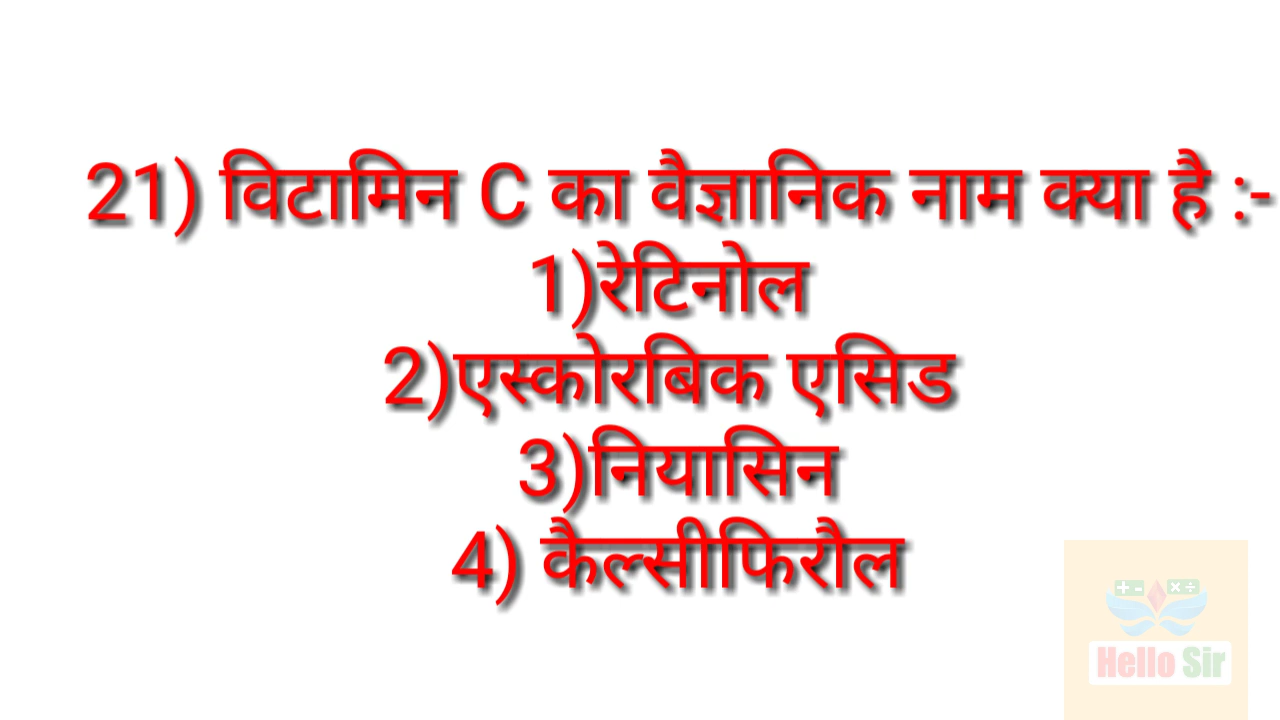 21) विटामिन C का वैज्ञानिक नाम क्या है :-
1)रेटिनोल
2)एस्कोरबिक एसिड
3)नियासिन
4) कैल्सीफिरौल
+- ×÷
Hello Sir